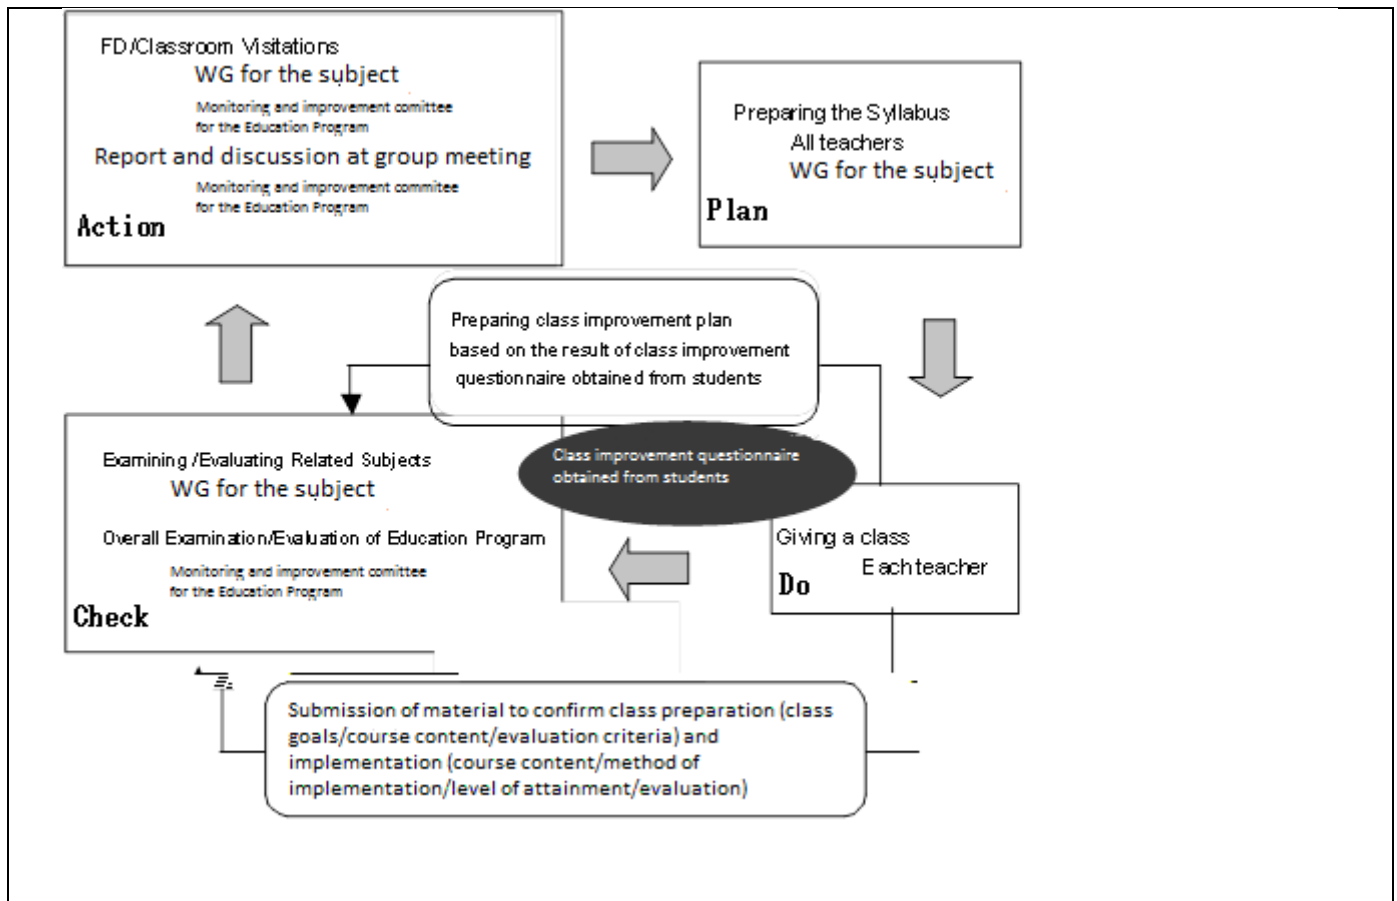 FD/Classroom Visitations
WG for the subject
Monitoring and improvement comittee
for the Education Program
Report and discussion at group meeting
Monitoring and improvement commitee
for the Education Program
Action
Preparing the Syllabus
All teachers
WG for the subject
Plan
Preparing class improvement plan
based on the result of class improvement
questionnaire obtained from students
Class improvement questionnaire
obtained from students
Examining /Evaluating Related Subjects
WG for the subject
Overall Examination/Evaluation of Education Program
Monitoring and improvement comittee
for the Education Program
Check
Giving a class
Each teacher
Do
Submission of material to confirm class preparation (class
goals/course content/evaluation criteria) and
implementation (course content/method of
implementation/level of attainment/evaluation)